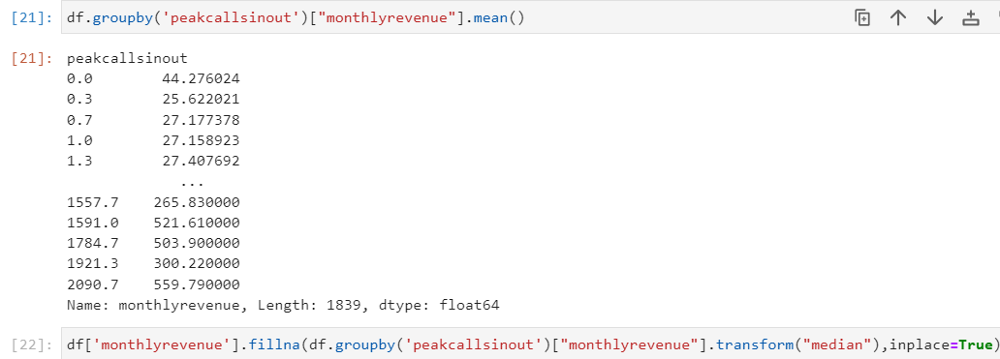 [21]: df.groupby('peakcallsinout')["monthlyrevenue"].mean()
[21]: peakcallsinout
0.0 44.276024
0.3 25.622021
0.7 27.177378
1.0 27.158923
1.3 27.407692
...
1557.7 265.830000
1591.0 521.610000
1784.7 503.900000
1921.3 300.220000
2090.7 559.790000
Name: monthlyrevenue, Length: 1839, dtype: float64
[22]: df['monthlyrevenue'].fillna(df.groupby('peakcallsinout')["monthlyrevenue"].transform("median"),inplace=True)